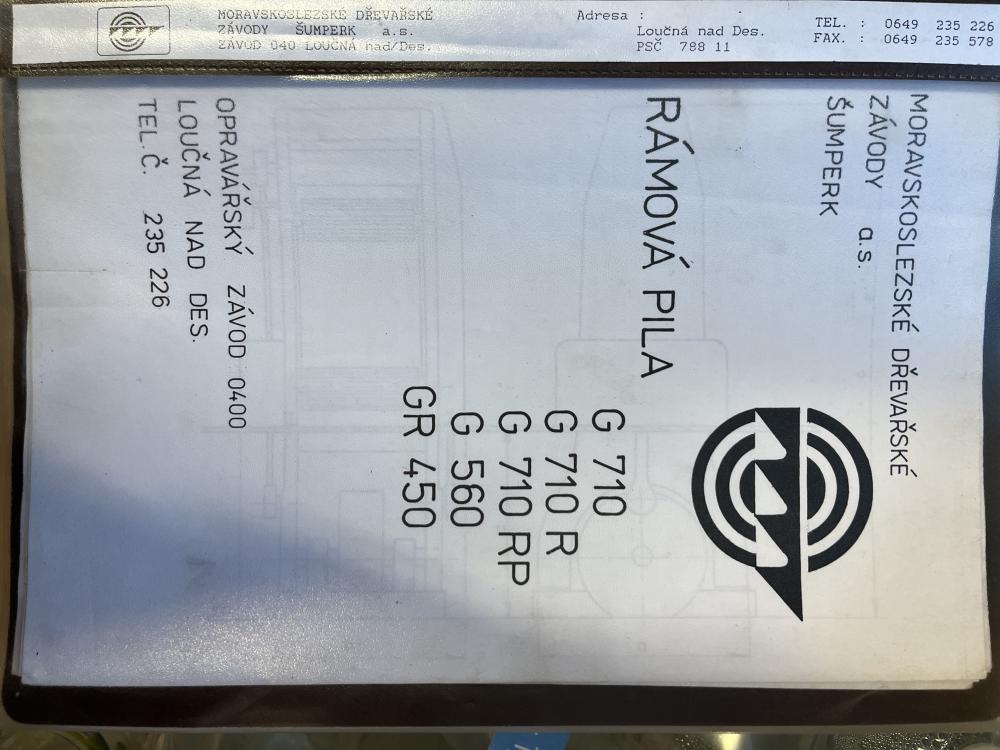 MORAVSKOSLEZSKÉ DŘEVAŘSKÉ
ZÁVODY ŠUMPERK a.s.
ZÁVOD 040 LOUČNÁ nad/Des.
Adresa :
Loučná nad Des.
PSČ 788 11
TEL. : 0649 235 226
FAX. : 0649 235 578
MORAVSKOSLEZSKÉ DŘEVAŘSKÉ
ZÁVODY a.s.
ŠUMPERK
RÁMOVÁ PILA
G 710
G 710 R
G 710 RP
G 560
GR 450
OPRAVÁŘSKÝ ZÁVOD 0400
LOUČNÁ NAD DES.
TEL.Č. 235 226